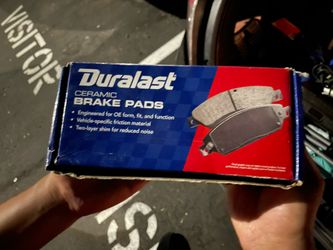 VISITOR
Duralast
CERAMIC
BRAKE PADS
• Engineered for OE form, fit, and function
• Vehicle-specific friction material
• Two-layer shim for reduced noise